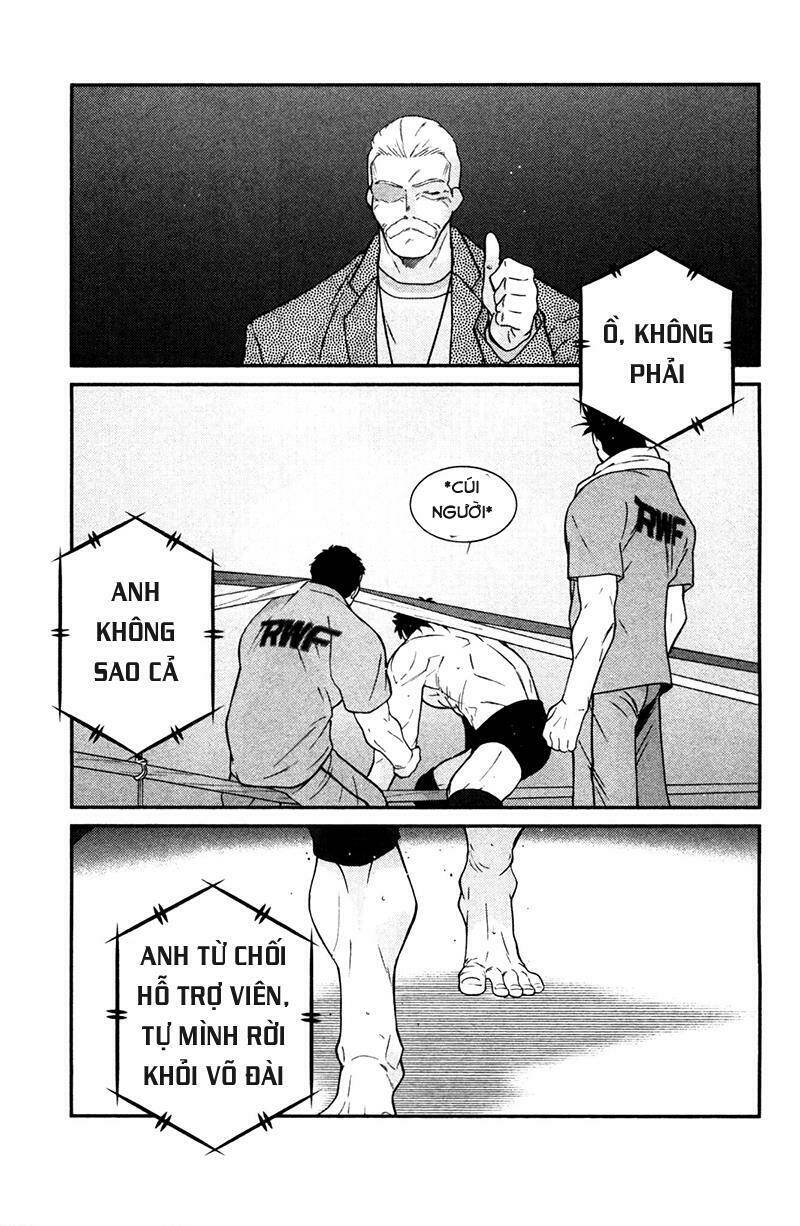 Ồ, KHÔNG
PHẢI
*CÚI
NGƯỜI*
RWF
RWF
ANH
KHÔNG
SAO CẢ
ANH TỪ CHỐI
HỖ TRỢ VIÊN,
TỰ MÌNH RỜI
KHỎI VÕ ĐÀI